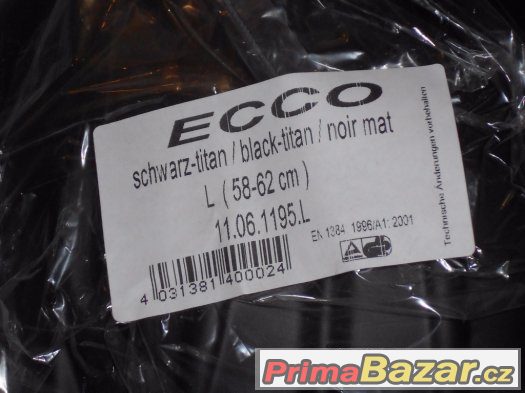 ECCO
schwarz-titan / black-titan / noir mat
L ( 58-62 cm )
11.06.1195.L
EN 1384 1996/A1: 2001
4 031381 400024
Technische Änderungen vorbehalten
PrimaBazar.cz